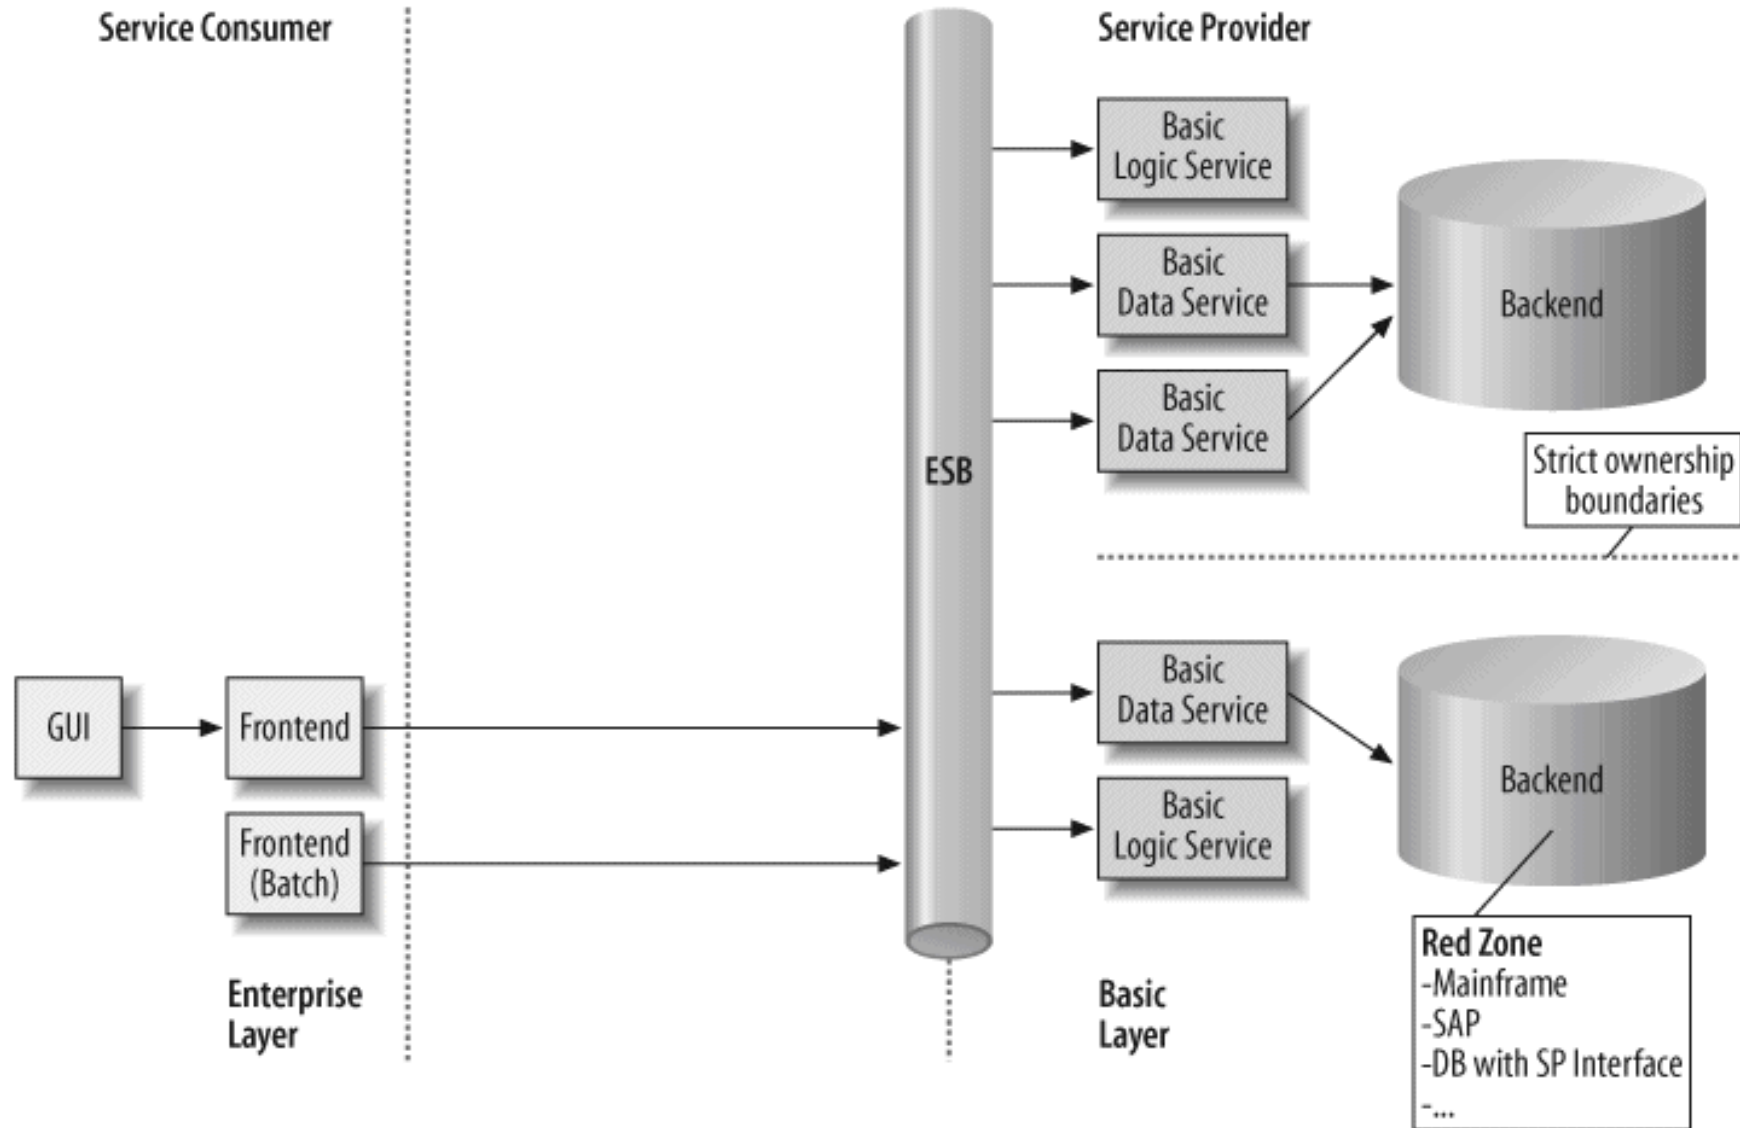 Service Consumer
Service Provider
Basic
Logic Service
Basic
Data Service
Backend
Basic
Data Service
Strict ownership
boundaries
ESB
Basic
Data Service
GUI
Frontend
Backend
Basic
Logic Service
Frontend
(Batch)
Enterprise
Layer
Basic
Layer
Red Zone
-Mainframe
-SAP
-DB with SP Interface
-...